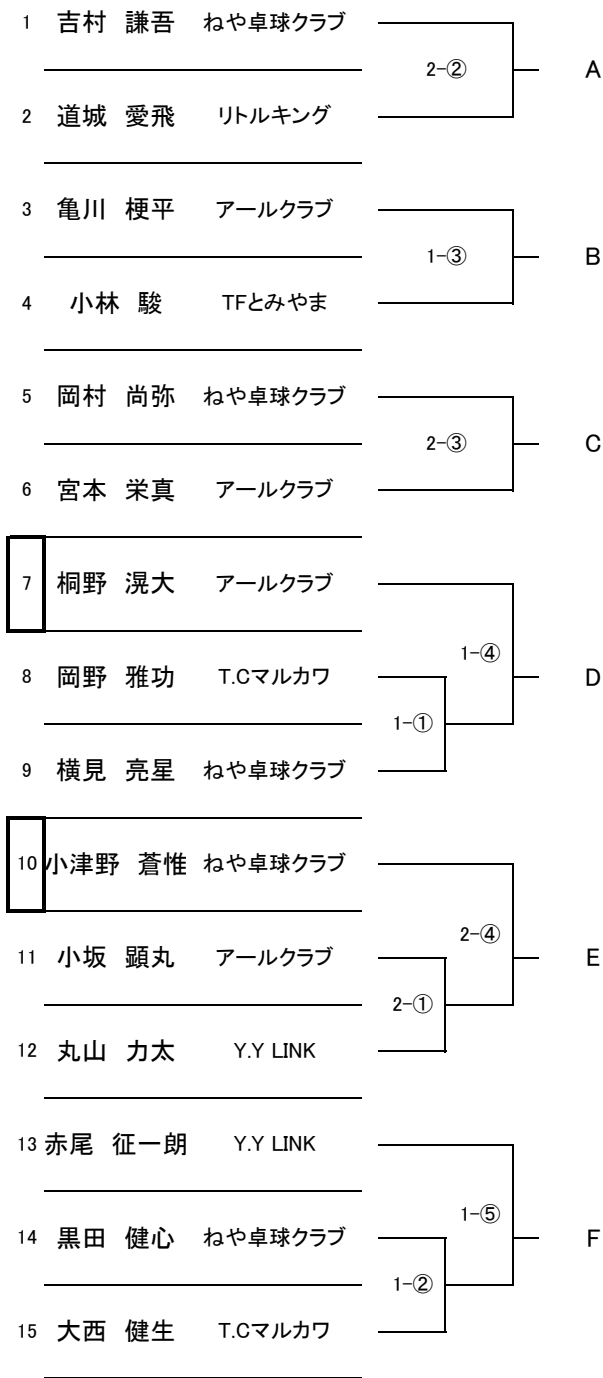 1 吉村 謙吾 ねや卓球クラブ
2-② A
2 道城 愛飛 リトルキング
3 亀川 梗平 アールクラブ
1-③ B
4 小林 駿 TFとみやま
5 岡村 尚弥 ねや卓球クラブ
2-③ C
6 宮本 栄真 アールクラブ
7 桐野 滉大 アールクラブ
1-④
8 岡野 雅功 T.Cマルカワ D
1-①
9 横見 亮星 ねや卓球クラブ
10 小津野 蒼惟 ねや卓球クラブ
2-④
11 小坂 顕丸 アールクラブ E
2-①
12 丸山 力太 Y.Y LINK
13 赤尾 征一朗 Y.Y LINK
1-⑤
14 黒田 健心 ねや卓球クラブ F
1-②
15 大西 健生 T.Cマルカワ